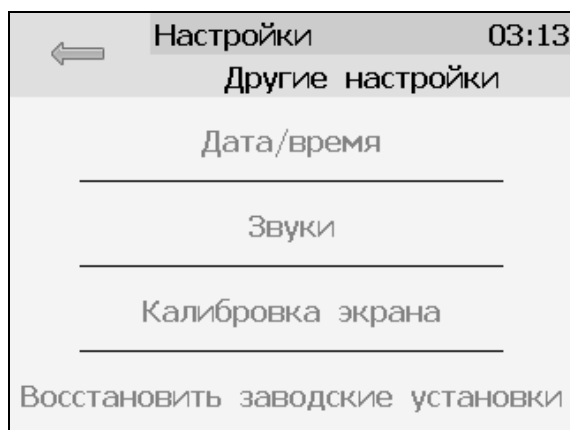 Настройки 03:13
Другие настройки
Дата/время
Звуки
Калибровка экрана
Восстановить заводские установки